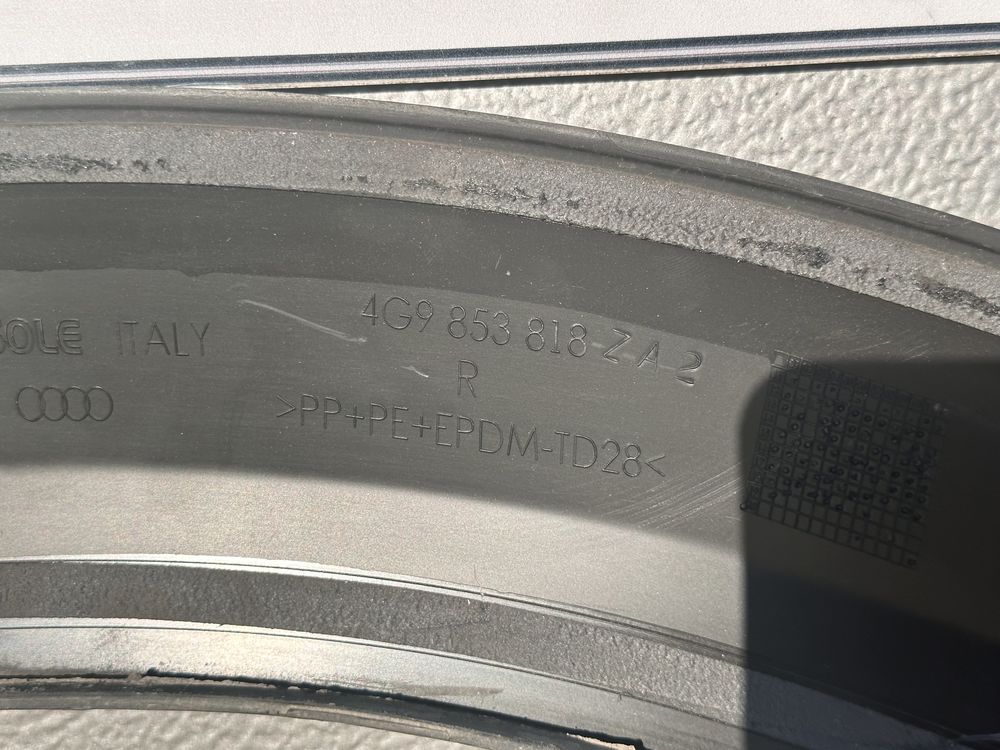 ITALY
4G9 853 818 Z A 2
R
>PP+PE+EPDM-TD28<